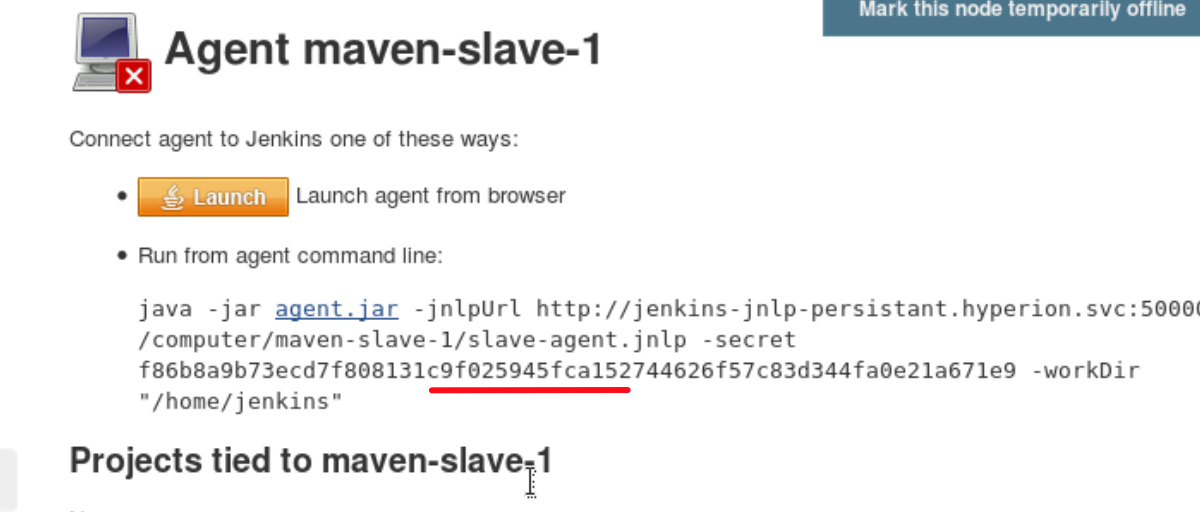 Mark this node temporarily offline
Agent maven-slave-1
Connect agent to Jenkins one of these ways:
Launch Launch agent from browser
Run from agent command line:
java -jar agent.jar -jnlpUrl http://jenkins-jnlp-persistant.hyperion.svc:50000
/computer/maven-slave-1/slave-agent.jnlp -secret
f86b8a9b73ecd7f808131c9f025945fca152744626f57c83d344fa0e21a671e9 -workDir
"/home/jenkins"
Projects tied to maven-slave-1